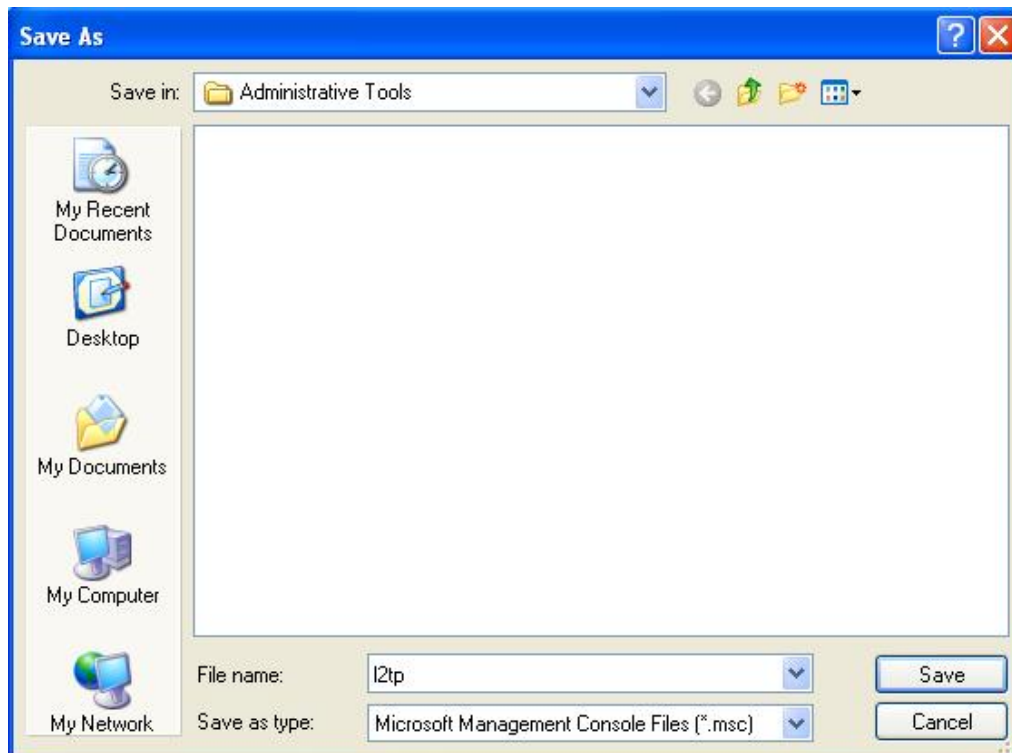 Save As
Save in:
Administrative Tools
My Recent
Documents
Desktop
My Documents
My Computer
My Network
File name:
l2tp
Save
Save as type:
Microsoft Management Console Files (*.msc)
Cancel